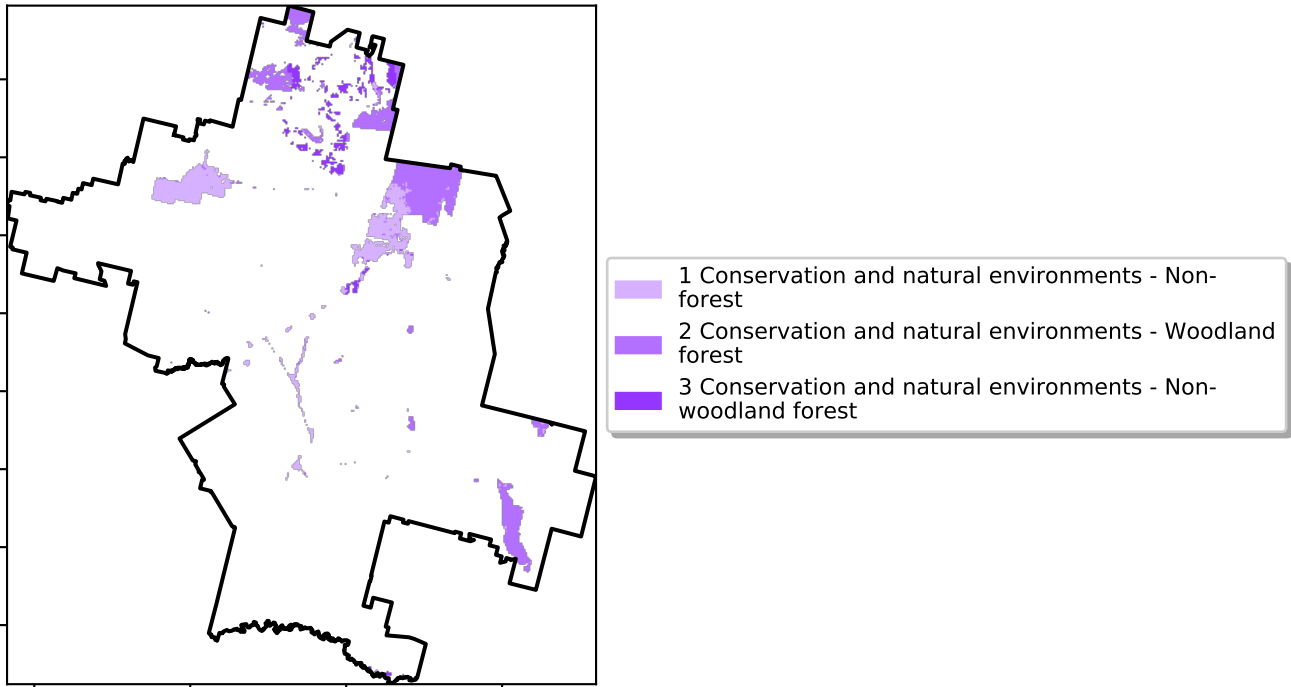 1 Conservation and natural environments - Non-
forest
2 Conservation and natural environments - Woodland
forest
3 Conservation and natural environments - Non-
woodland forest